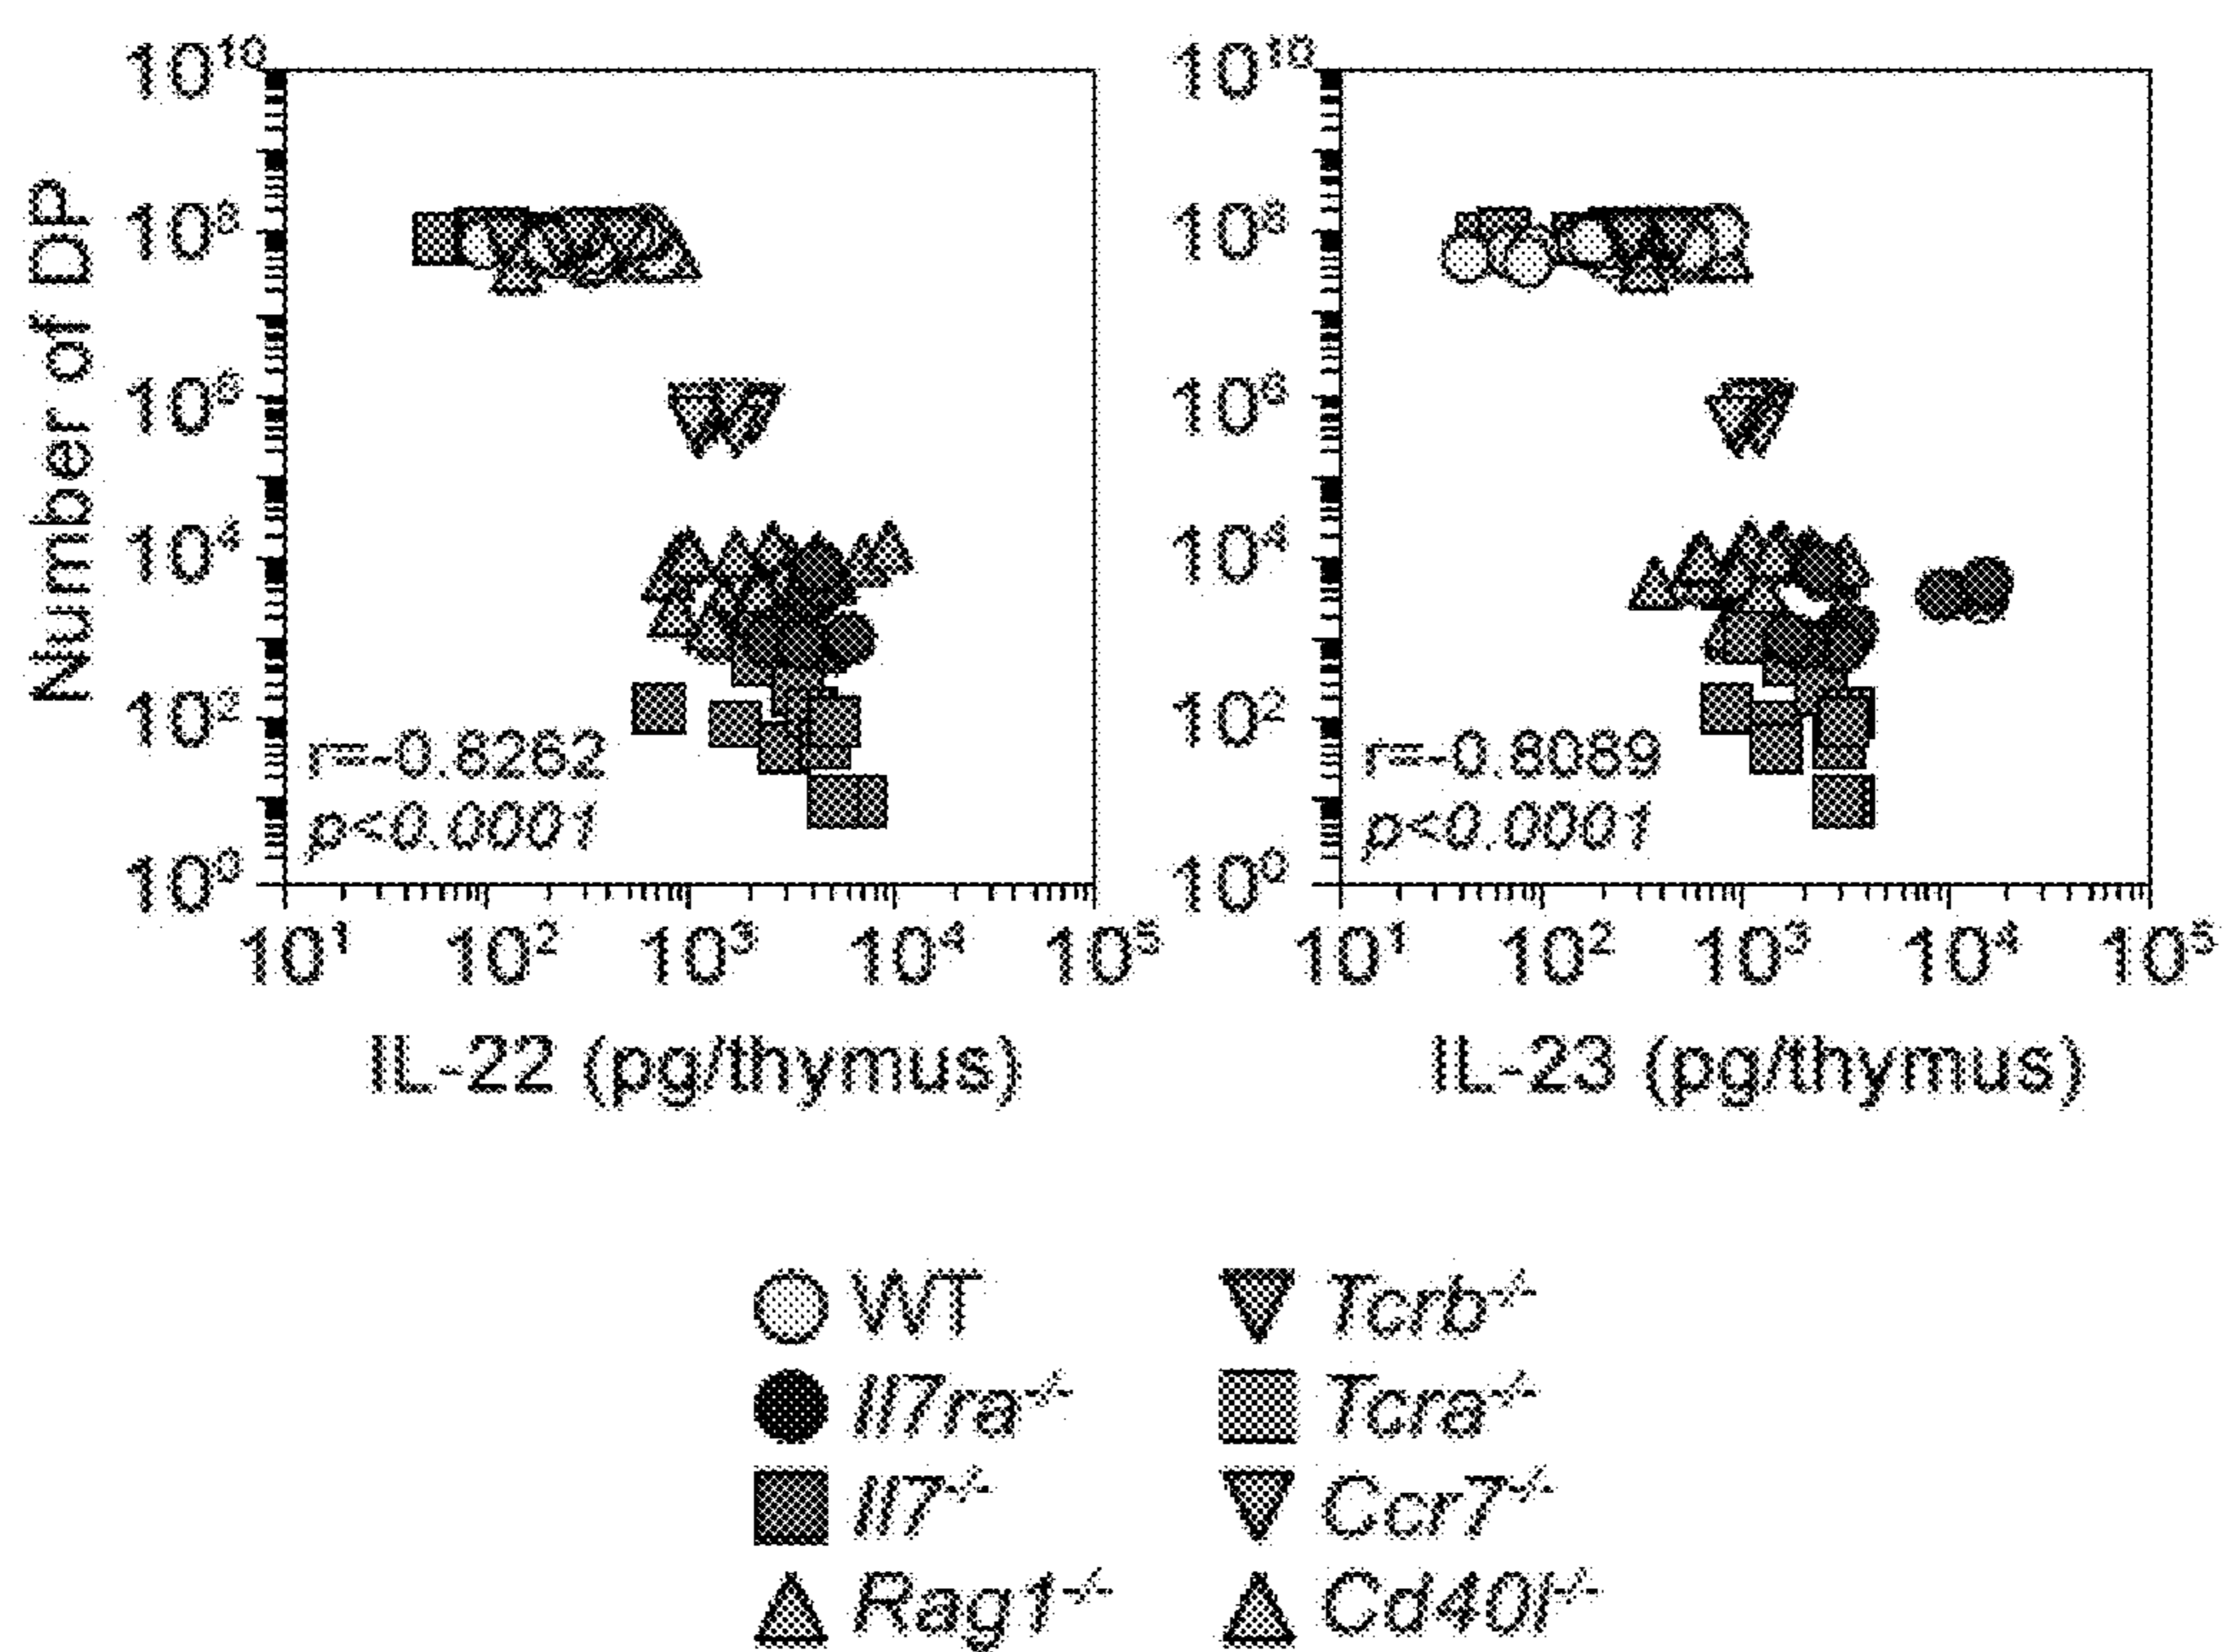 Number of DP
10¹⁰
10⁸
10⁶
10⁴
10²
10⁰
r=-0.8262
p<0.0001
10¹ 10² 10³ 10⁴ 10⁵
IL-22 (pg/thymus)
10¹⁰
10⁸
10⁶
10⁴
10²
10⁰
r=-0.8089
p<0.0001
10¹ 10² 10³ 10⁴ 10⁵
IL-23 (pg/thymus)
WT
Il7ra⁻/⁻
Il7⁻/⁻
Rag1⁻/⁻
Tcrb⁻/⁻
Tcra⁻/⁻
Ccr7⁻/⁻
Cd40l⁻/⁻